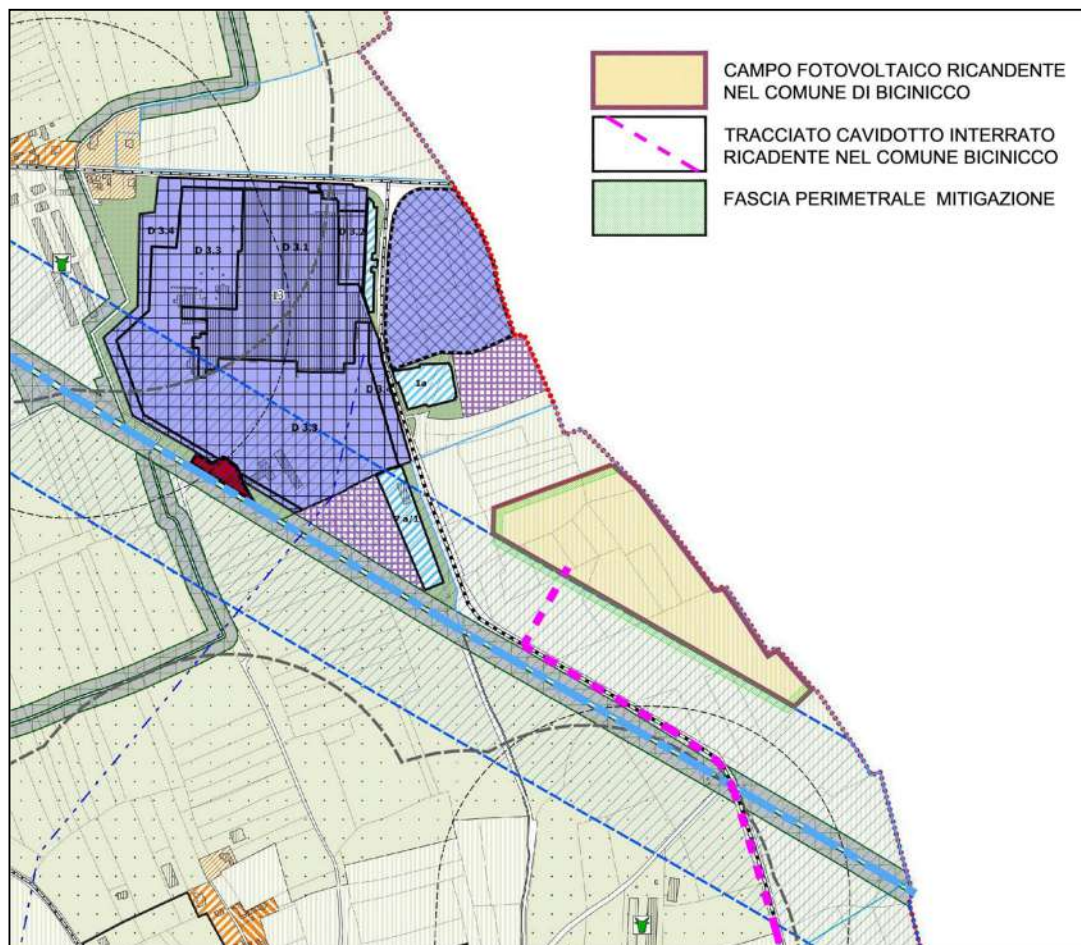 CAMPO FOTOVOLTAICO RICANDENTE
NEL COMUNE DI BICINICCO
TRACCIATO CAVIDOTTO INTERRATO
RICADENTE NEL COMUNE BICINICCO
FASCIA PERIMETRALE MITIGAZIONE
D 3.4
D 3.3
D 3.1
D 3.2
1a
D 3.3